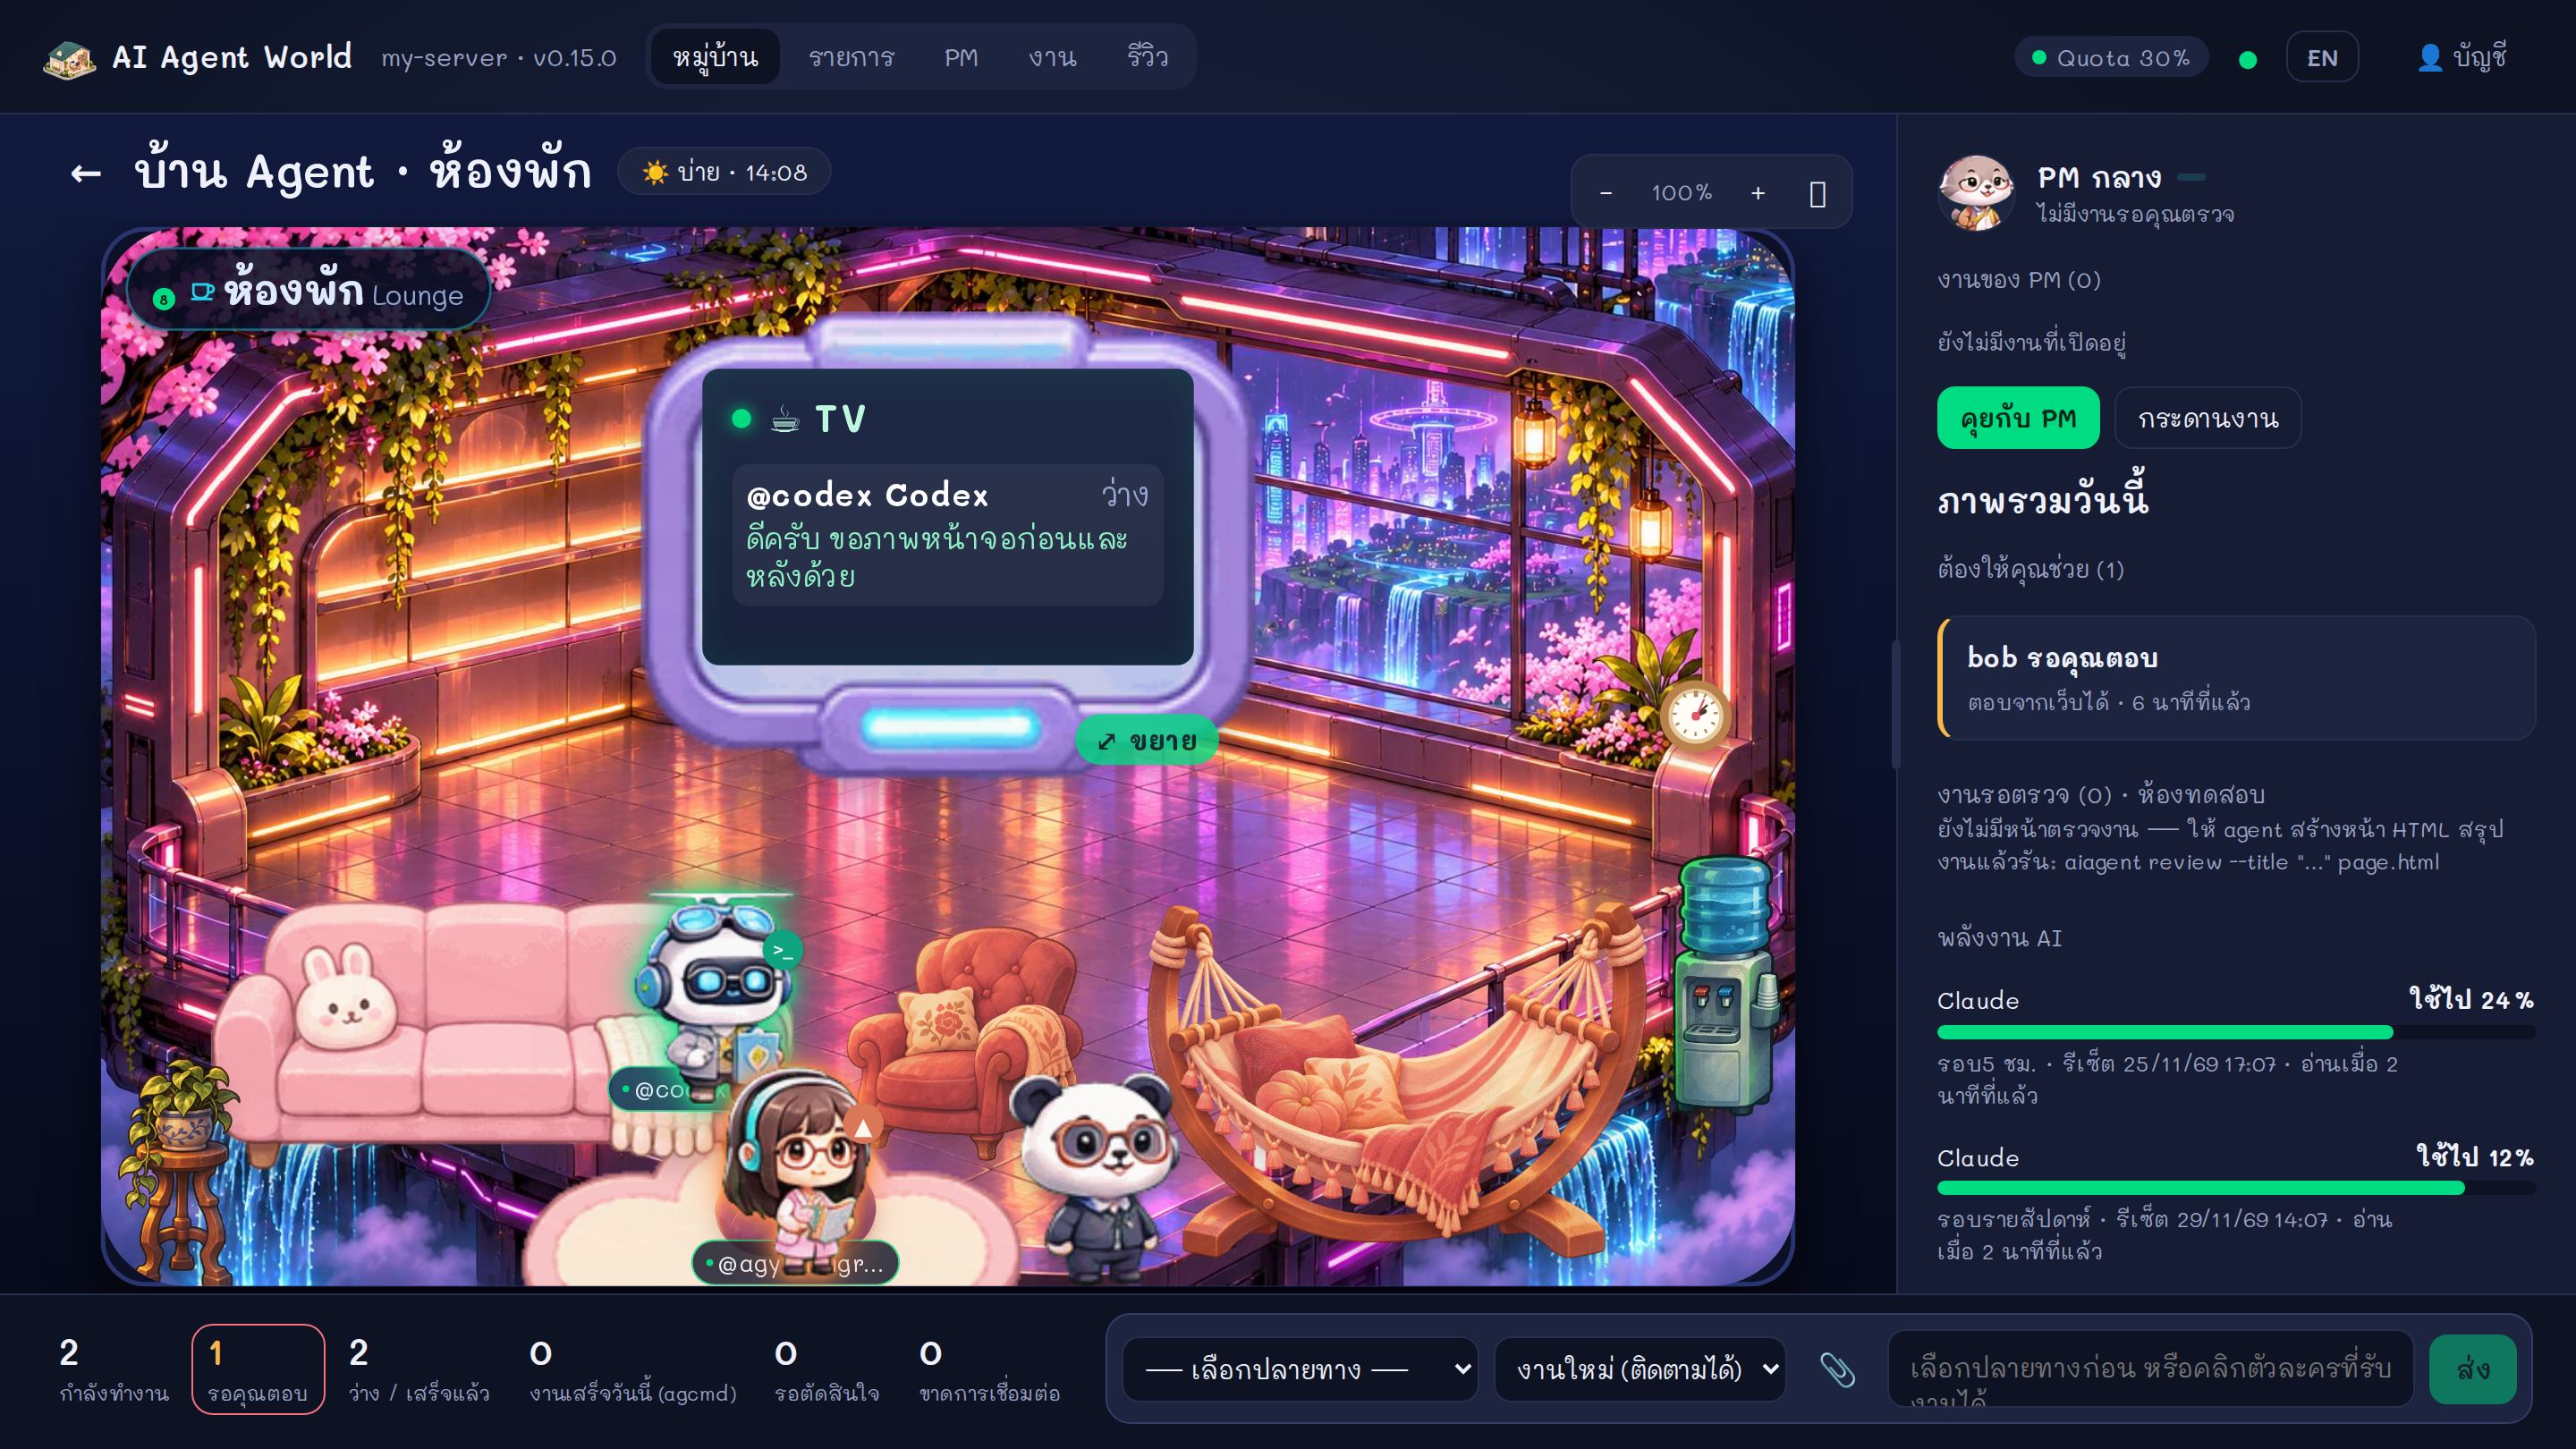 AI Agent World
my-server · v0.15.0
หมู่บ้าน
รายการ
PM
งาน
รีวิว
Quota 30%
EN
บัญชี
← บ้าน Agent · ห้องพัก
บ่าย · 14:08
− 100% +
8 ห้องพัก Lounge
TV
@codex Codex ว่าง
ดีครับ ขอภาพหน้าจอก่อนและ
หลังด้วย
⤢ ขยาย
>_
@agy
gr...
PM กลาง
ไม่มีงานรอคุณตรวจ
งานของ PM (0)
ยังไม่มีงานที่เปิดอยู่
คุยกับ PM
กระดานงาน
ภาพรวมวันนี้
ต้องให้คุณช่วย (1)
bob รอคุณตอบ
ตอบจากเว็บได้ · 6 นาทีที่แล้ว
งานรอตรวจ (0) · ห้องทดสอบ
ยังไม่มีหน้าตรวจงาน — ให้ agent สร้างหน้า HTML สรุป
งานแล้วรัน: aiagent review --title "..." page.html
พลังงาน AI
Claude ใช้ไป 24%
รอบ5 ชม. · รีเซ็ต 25/11/69 17:07 · อ่านเมื่อ 2
นาทีที่แล้ว
Claude ใช้ไป 12%
รอบรายสัปดาห์ · รีเซ็ต 29/11/69 14:07 · อ่าน
เมื่อ 2 นาทีที่แล้ว
2 กำลังทำงาน
1 รอคุณตอบ
2 ว่าง / เสร็จแล้ว
0 งานเสร็จวันนี้ (agcmd)
0 รอตัดสินใจ
0 ขาดการเชื่อมต่อ
— เลือกปลายทาง —
งานใหม่ (ติดตามได้)
เลือกปลายทางก่อน หรือคลิกตัวละครที่รับ
งานได้
ส่ง